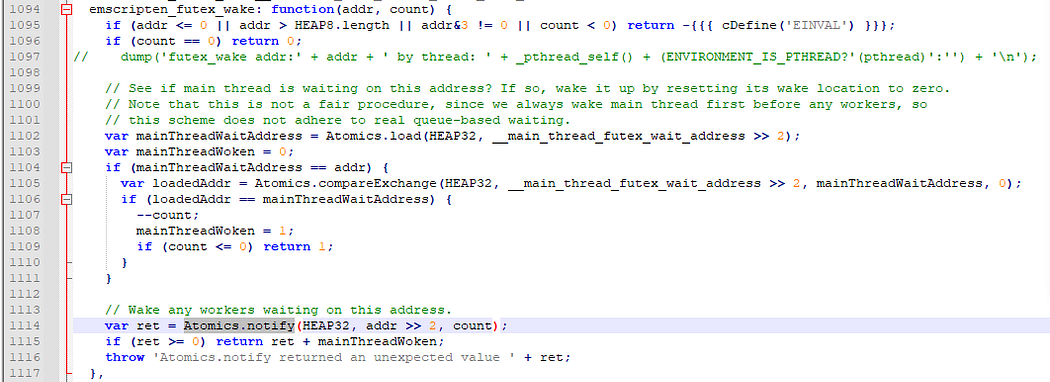 1094 emscripten_futex_wake: function(addr, count) {
1095 if (addr <= 0 || addr > HEAP8.length || addr&3 != 0 || count < 0) return -{{{ cDefine('EINVAL') }}};
1096 if (count == 0) return 0;
1097 // dump('futex_wake addr:' + addr + ' by thread: ' + _pthread_self() + (ENVIRONMENT_IS_PTHREAD?'(pthread)':'') + '\n');
1098
1099 // See if main thread is waiting on this address? If so, wake it up by resetting its wake location to zero.
1100 // Note that this is not a fair procedure, since we always wake main thread first before any workers, so
1101 // this scheme does not adhere to real queue-based waiting.
1102 var mainThreadWaitAddress = Atomics.load(HEAP32, __main_thread_futex_wait_address >> 2);
1103 var mainThreadWoken = 0;
1104 if (mainThreadWaitAddress == addr) {
1105 var loadedAddr = Atomics.compareExchange(HEAP32, __main_thread_futex_wait_address >> 2, mainThreadWaitAddress, 0);
1106 if (loadedAddr == mainThreadWaitAddress) {
1107 --count;
1108 mainThreadWoken = 1;
1109 if (count <= 0) return 1;
1110 }
1111 }
1112
1113 // Wake any workers waiting on this address.
1114 var ret = Atomics.notify(HEAP32, addr >> 2, count);
1115 if (ret >= 0) return ret + mainThreadWoken;
1116 throw 'Atomics.notify returned an unexpected value ' + ret;
1117 },